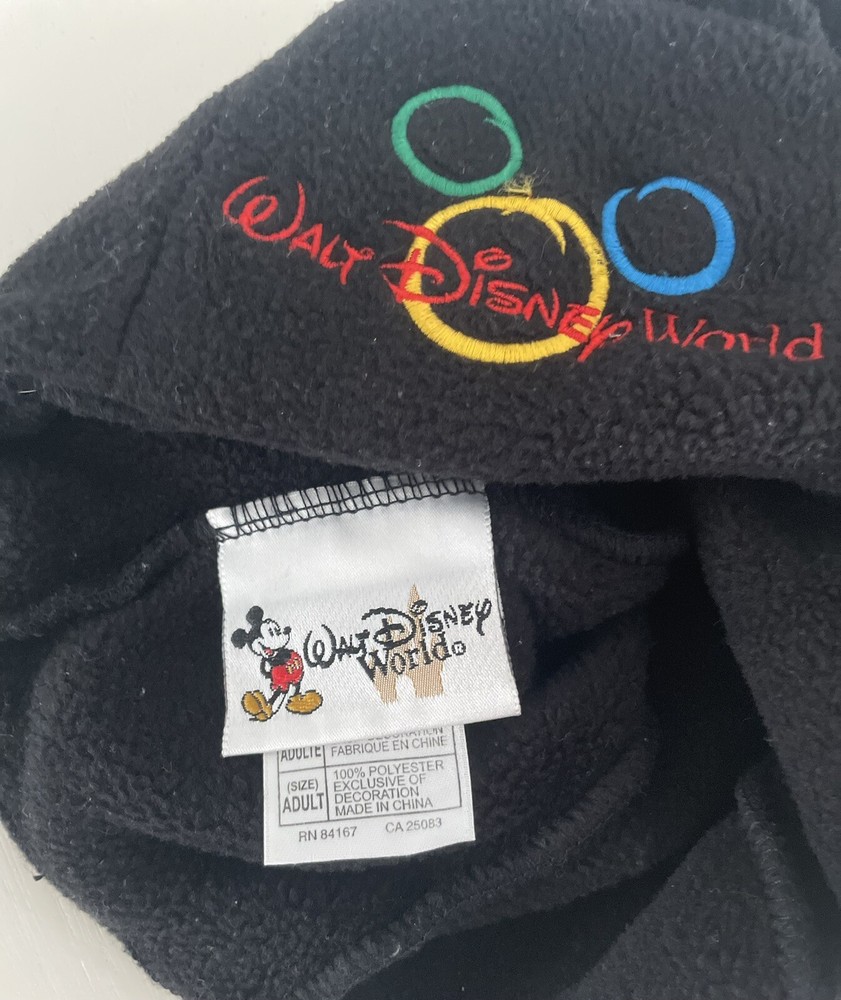 WALT DISNEY World
WALT DISNEY
World®
ADULTE
FABRIQUE EN CHINE
(SIZE)
ADULT
100% POLYESTER
EXCLUSIVE OF
DECORATION
MADE IN CHINA
RN 84167 CA 25083